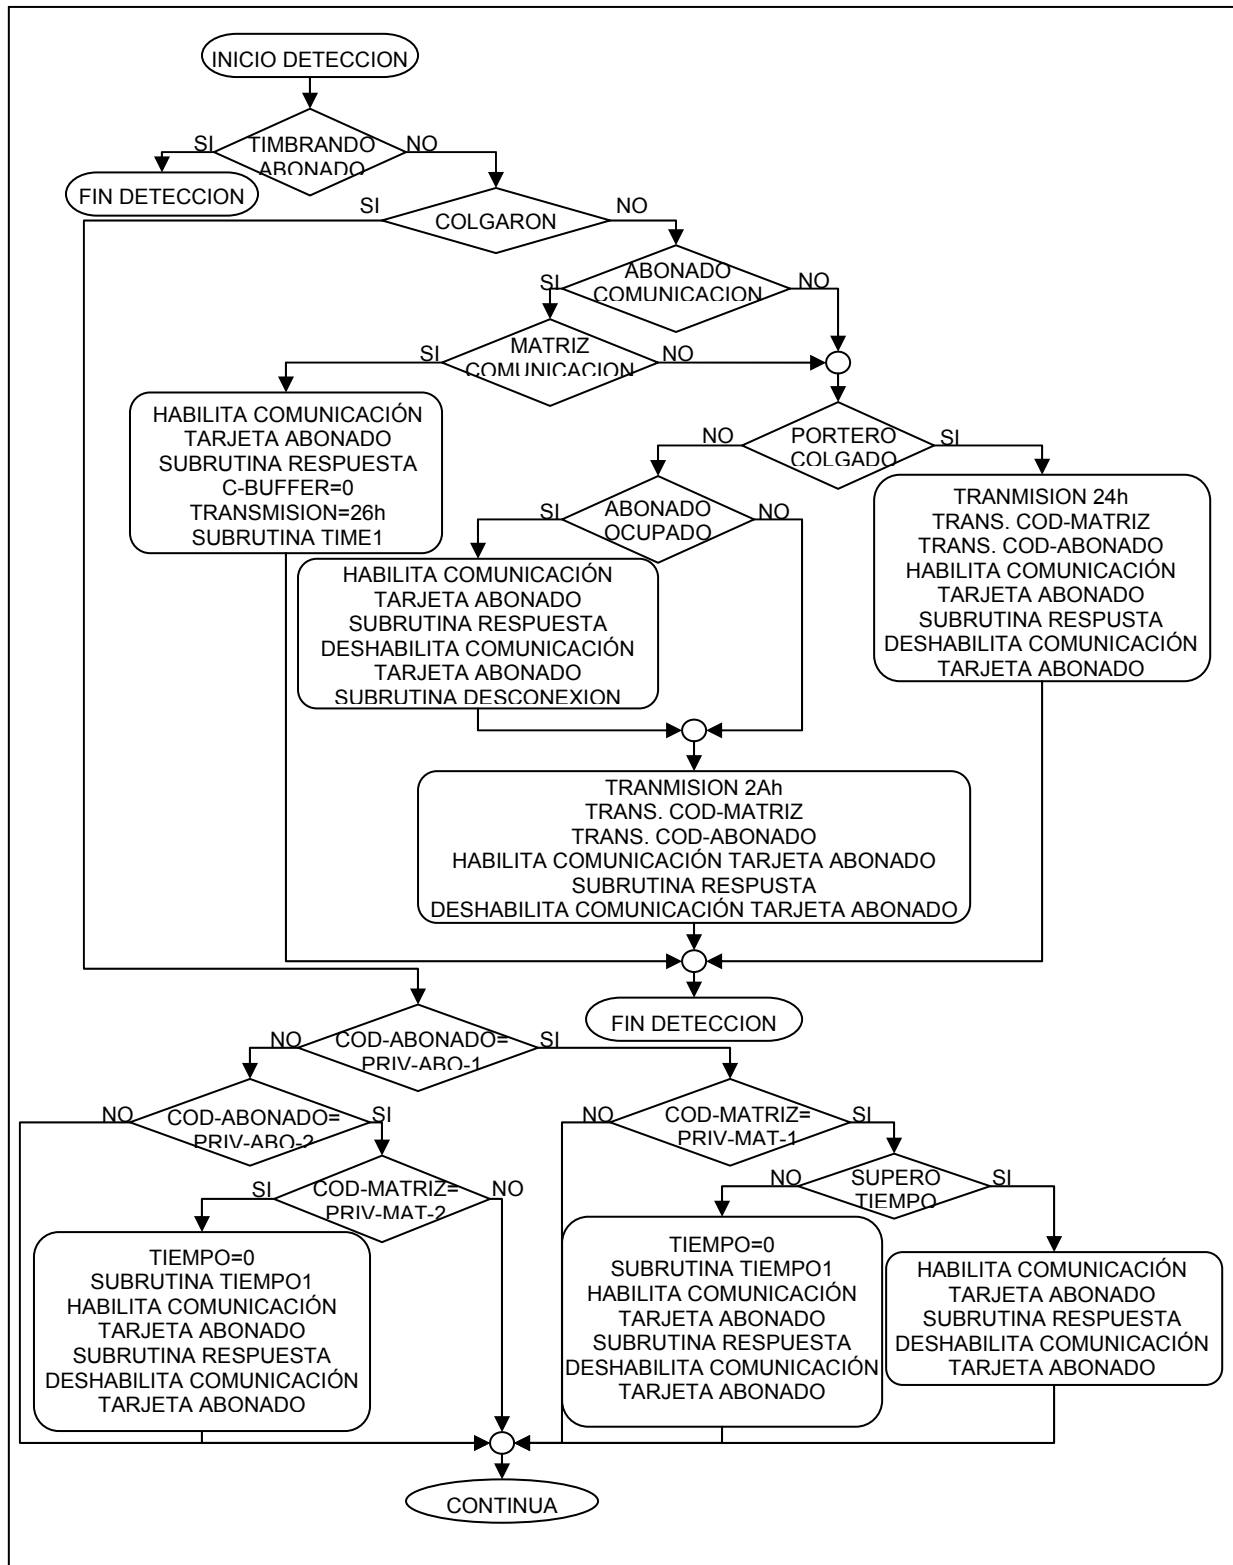 INICIO DETECCION
SI
TIMBRANDO
ABONADO
NO
FIN DETECCION
SI
COLGARON
NO
SI
ABONADO
COMUNICACION
NO
SI
MATRIZ
COMUNICACION
NO
HABILITA COMUNICACIÓN
TARJETA ABONADO
SUBRUTINA RESPUESTA
C-BUFFER=0
TRANSMISION=26h
SUBRUTINA TIME1
NO
PORTERO
COLGADO
SI
SI
ABONADO
OCUPADO
NO
TRANMISION 24h
TRANS. COD-MATRIZ
TRANS. COD-ABONADO
HABILITA COMUNICACIÓN
TARJETA ABONADO
SUBRUTINA RESPUSTA
DESHABILITA COMUNICACIÓN
TARJETA ABONADO
HABILITA COMUNICACIÓN
TARJETA ABONADO
SUBRUTINA RESPUESTA
DESHABILITA COMUNICACIÓN
TARJETA ABONADO
SUBRUTINA DESCONEXION
TRANMISION 2Ah
TRANS. COD-MATRIZ
TRANS. COD-ABONADO
HABILITA COMUNICACIÓN TARJETA ABONADO
SUBRUTINA RESPUSTA
DESHABILITA COMUNICACIÓN TARJETA ABONADO
FIN DETECCION
NO
COD-ABONADO=
PRIV-ABO-1
SI
NO
COD-ABONADO=
PRIV-ABO-2
SI
NO
COD-MATRIZ=
PRIV-MAT-1
SI
SI
COD-MATRIZ=
PRIV-MAT-2
NO
NO
SUPERO
TIEMPO
SI
TIEMPO=0
SUBRUTINA TIEMPO1
HABILITA COMUNICACIÓN
TARJETA ABONADO
SUBRUTINA RESPUESTA
DESHABILITA COMUNICACIÓN
TARJETA ABONADO
TIEMPO=0
SUBRUTINA TIEMPO1
HABILITA COMUNICACIÓN
TARJETA ABONADO
SUBRUTINA RESPUESTA
DESHABILITA COMUNICACIÓN
TARJETA ABONADO
HABILITA COMUNICACIÓN
TARJETA ABONADO
SUBRUTINA RESPUESTA
DESHABILITA COMUNICACIÓN
TARJETA ABONADO
CONTINUA